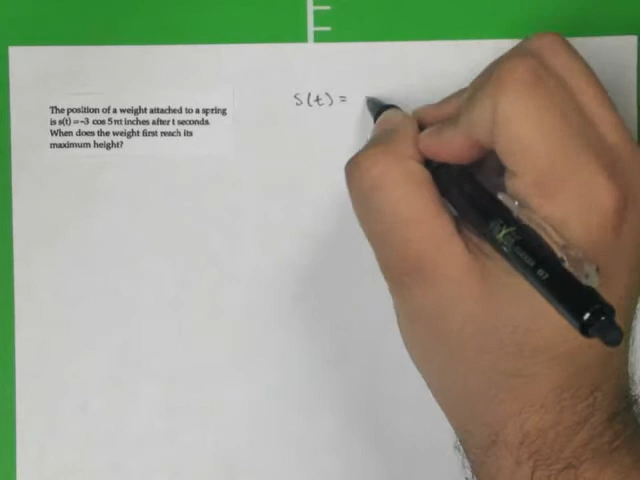 The position of a weight attached to a spring
is s(t) =−3 cos 5πt inches after t seconds.
When does the weight first reach its
maximum height?
s(t) =